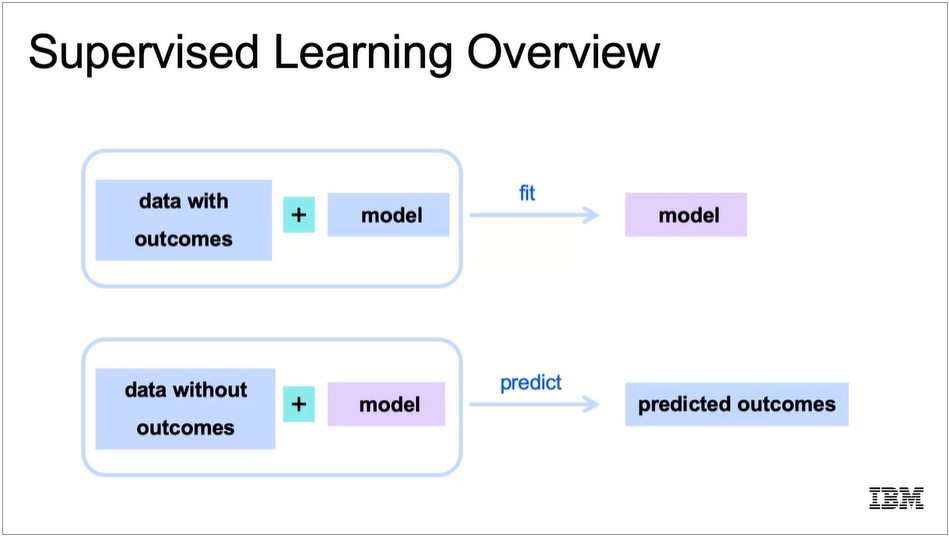 Supervised Learning Overview
data with
outcomes
+
model
fit
model
data without
outcomes
+
model
predict
predicted outcomes
IBM